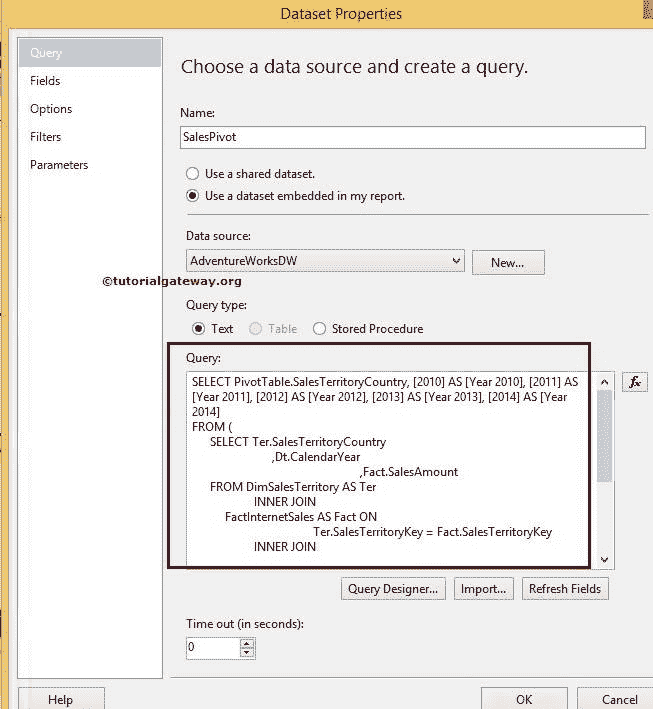 Dataset Properties
Query
Fields
Options
Filters
Parameters
Choose a data source and create a query.
Name:
SalesPivot
Use a shared dataset.
Use a dataset embedded in my report.
Data source:
AdventureWorksDW
New...
©tutorialgateway.org
Query type:
Text Table Stored Procedure
Query:
SELECT PivotTable.SalesTerritoryCountry, [2010] AS [Year 2010], [2011] AS
[Year 2011], [2012] AS [Year 2012], [2013] AS [Year 2013], [2014] AS [Year
2014]
FROM (
SELECT Ter.SalesTerritoryCountry
,Dt.CalendarYear
,Fact.SalesAmount
FROM DimSalesTerritory AS Ter
INNER JOIN
FactInternetSales AS Fact ON
Ter.SalesTerritoryKey = Fact.SalesTerritoryKey
INNER JOIN
fx
Query Designer... Import... Refresh Fields
Time out (in seconds):
0
Help OK Cancel